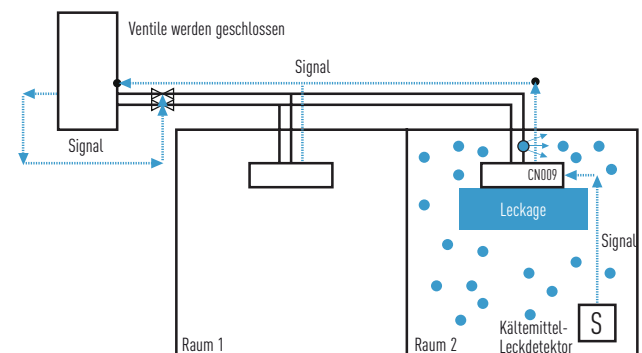 Ventile werden geschlossen
Signal
Signal
CN009
Leckage
Signal
S
Kältemittel-
Leckdetektor
Raum 1
Raum 2